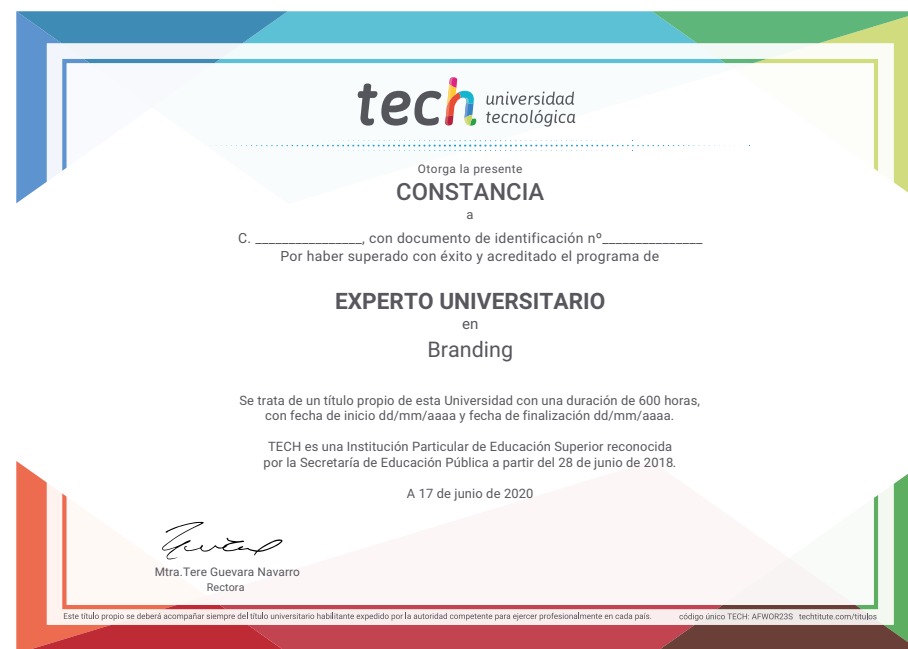 tech universidad
tecnológica
Otorga la presente
CONSTANCIA
a
C. ________________, con documento de identificación nº_______________
Por haber superado con éxito y acreditado el programa de
EXPERTO UNIVERSITARIO
en
Branding
Se trata de un título propio de esta Universidad con una duración de 600 horas,
con fecha de inicio dd/mm/aaaa y fecha de finalización dd/mm/aaaa.
TECH es una Institución Particular de Educación Superior reconocida
por la Secretaría de Educación Pública a partir del 28 de junio de 2018.
A 17 de junio de 2020
Mtra.Tere Guevara Navarro
Rectora
Este título propio se deberá acompañar siempre del título universitario habilitante expedido por la autoridad competente para ejercer profesionalmente en cada país. código único TECH: AFWOR23S techtitute.com/titulos